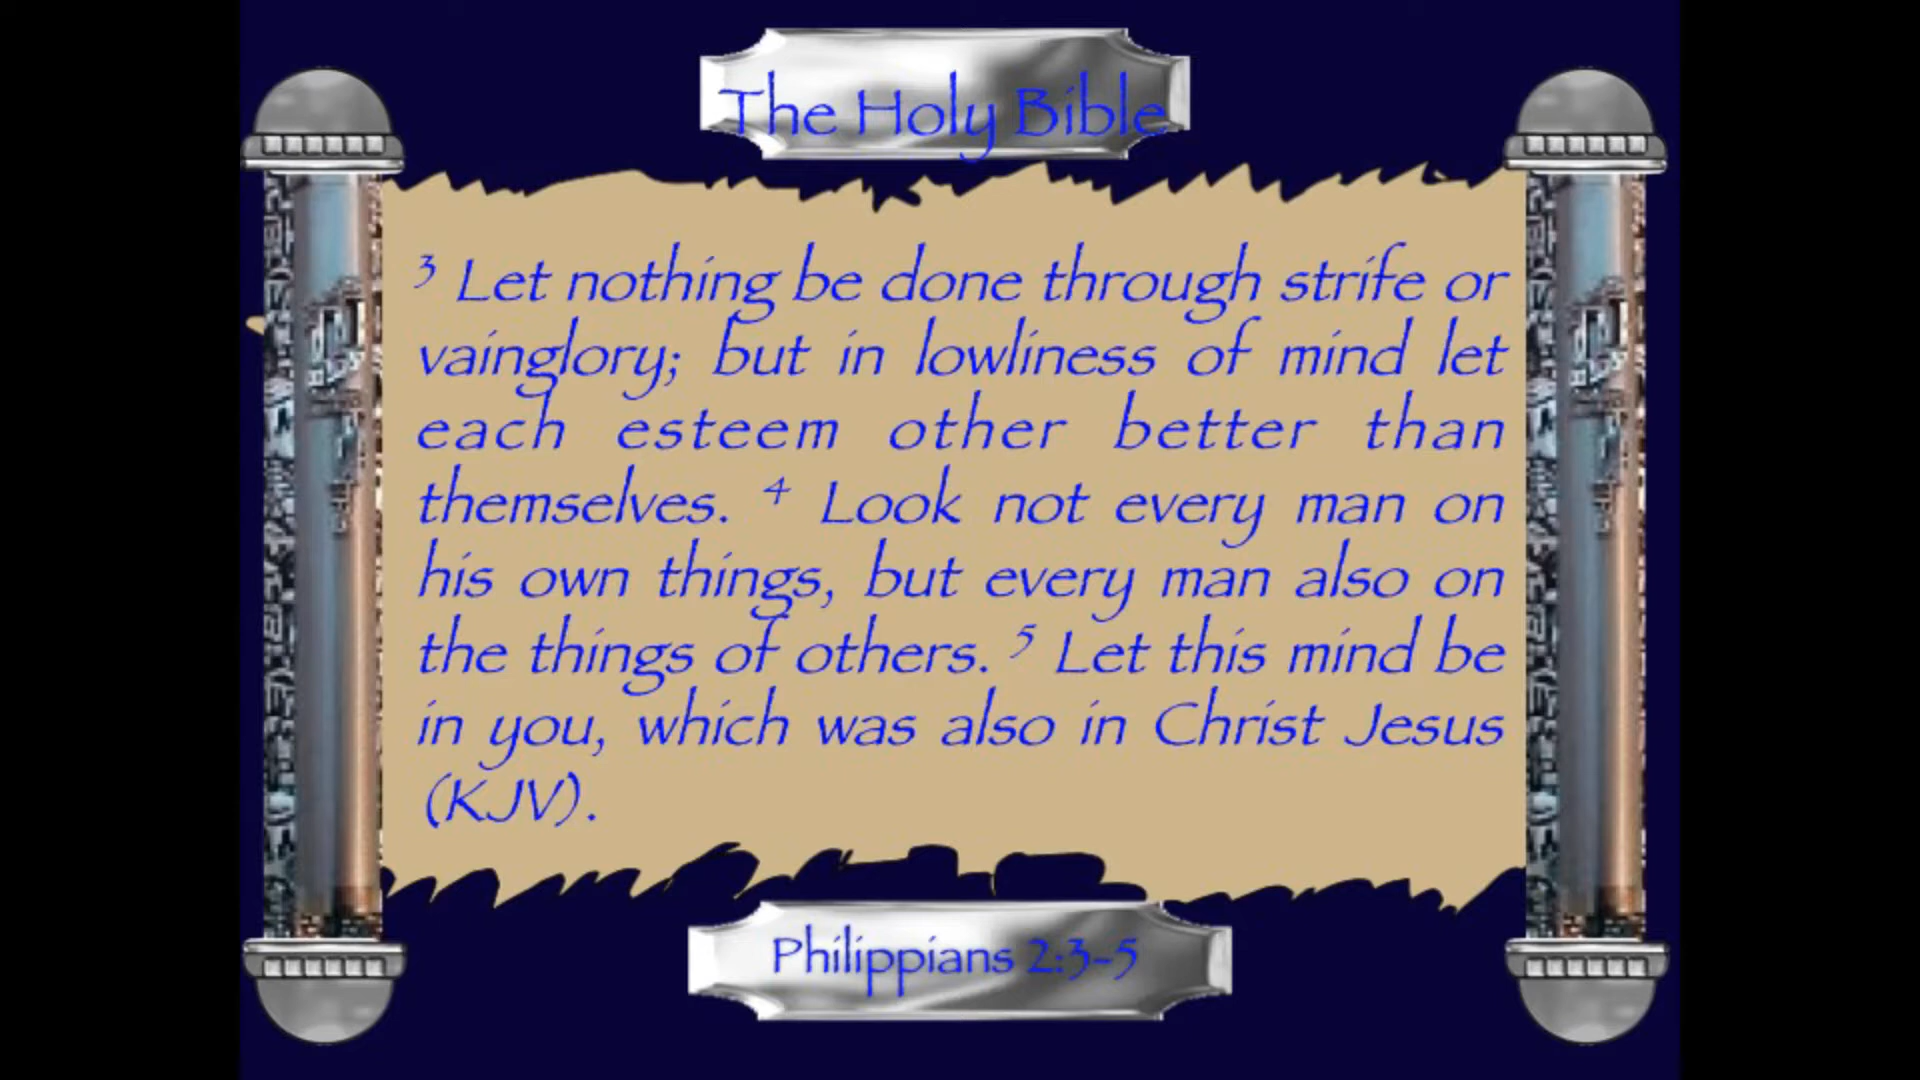 The Holy Bible
³ Let nothing be done through strife or
vainglory; but in lowliness of mind let
each esteem other better than
themselves. ⁴ Look not every man on
his own things, but every man also on
the things of others. ⁵ Let this mind be
in you, which was also in Christ Jesus
(KJV).
Philippians 2:3-5